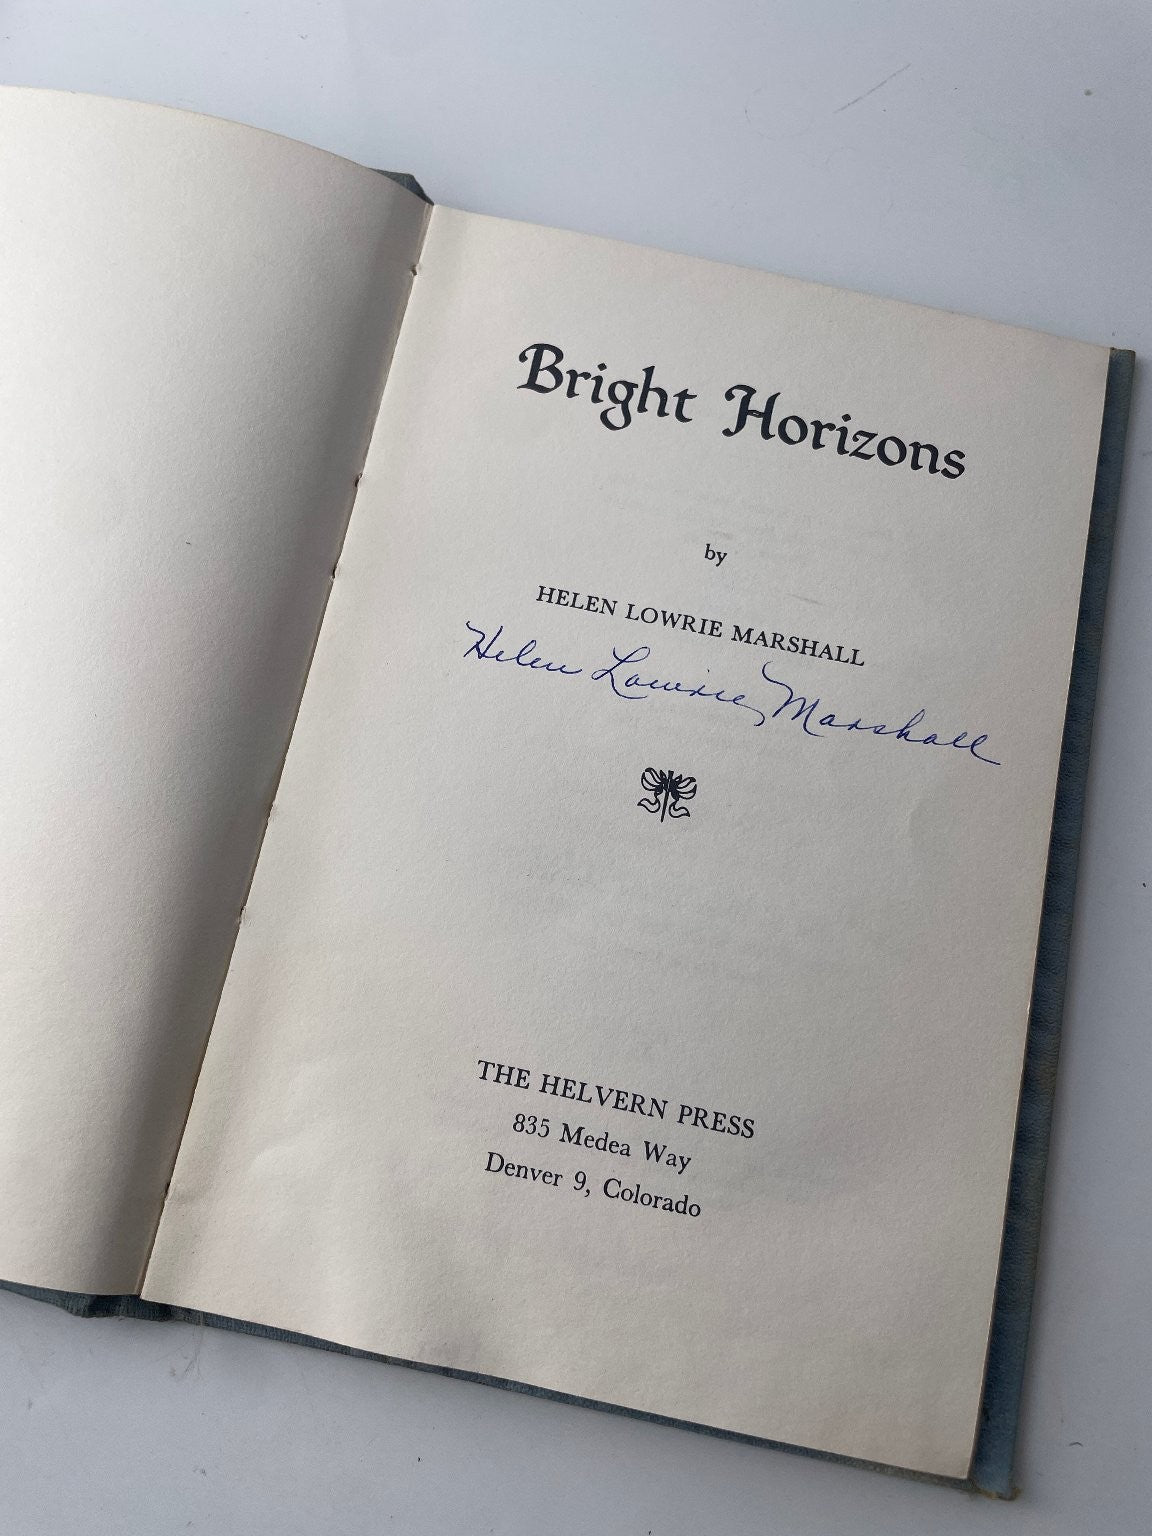 Bright Horizons
by
HELEN LOWRIE MARSHALL
Helen Lowrie Marshall
THE HELVERN PRESS
835 Medea Way
Denver 9, Colorado